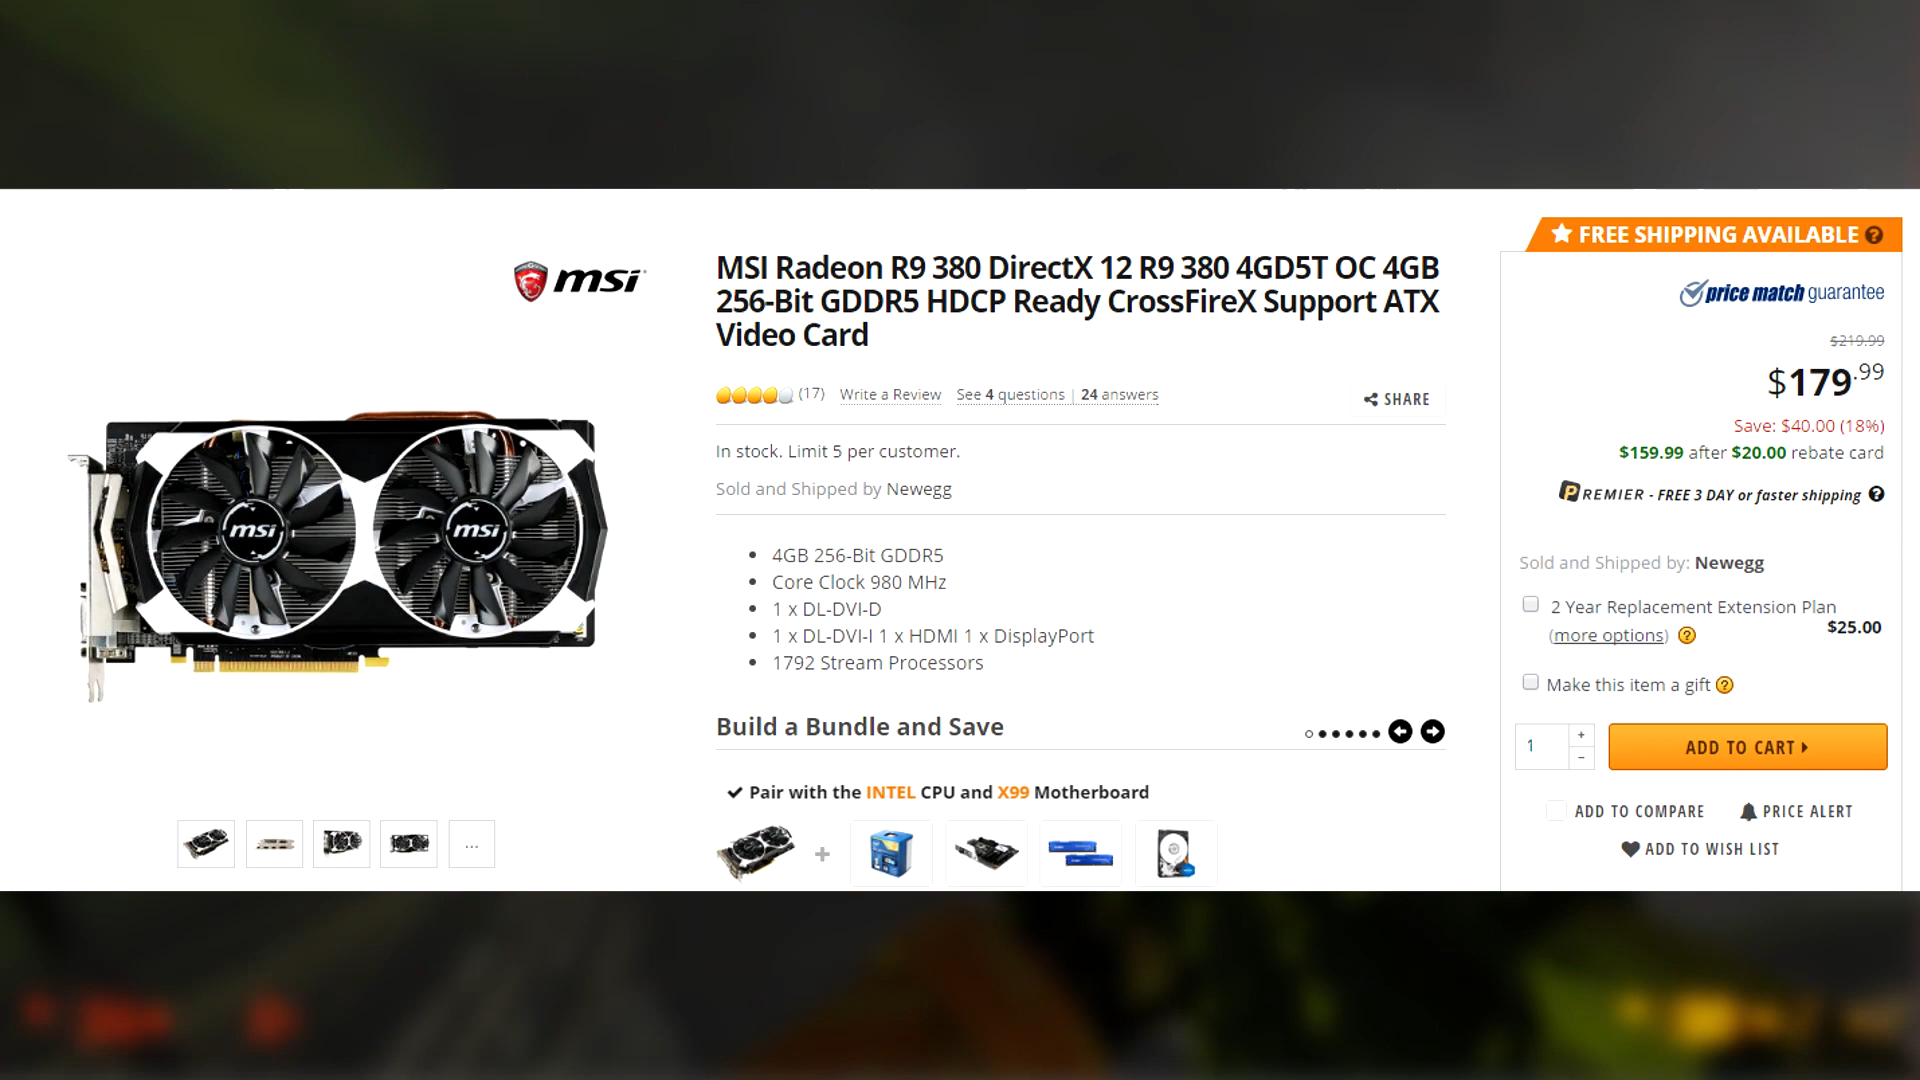 msi
msi
msi
...
MSI Radeon R9 380 DirectX 12 R9 380 4GD5T OC 4GB
256-Bit GDDR5 HDCP Ready CrossFireX Support ATX
Video Card
(17) Write a Review See 4 questions | 24 answers
SHARE
In stock. Limit 5 per customer.
Sold and Shipped by Newegg
• 4GB 256-Bit GDDR5
• Core Clock 980 MHz
• 1 x DL-DVI-D
• 1 x DL-DVI-I 1 x HDMI 1 x DisplayPort
• 1792 Stream Processors
Build a Bundle and Save
Pair with the INTEL CPU and X99 Motherboard
+
FREE SHIPPING AVAILABLE ?
price match guarantee
$219.99
$179.99
Save: $40.00 (18%)
$159.99 after $20.00 rebate card
PREMIER - FREE 3 DAY or faster shipping ?
Sold and Shipped by: Newegg
2 Year Replacement Extension Plan
(more options) ? $25.00
Make this item a gift ?
1
+
-
ADD TO CART
ADD TO COMPARE
PRICE ALERT
ADD TO WISH LIST